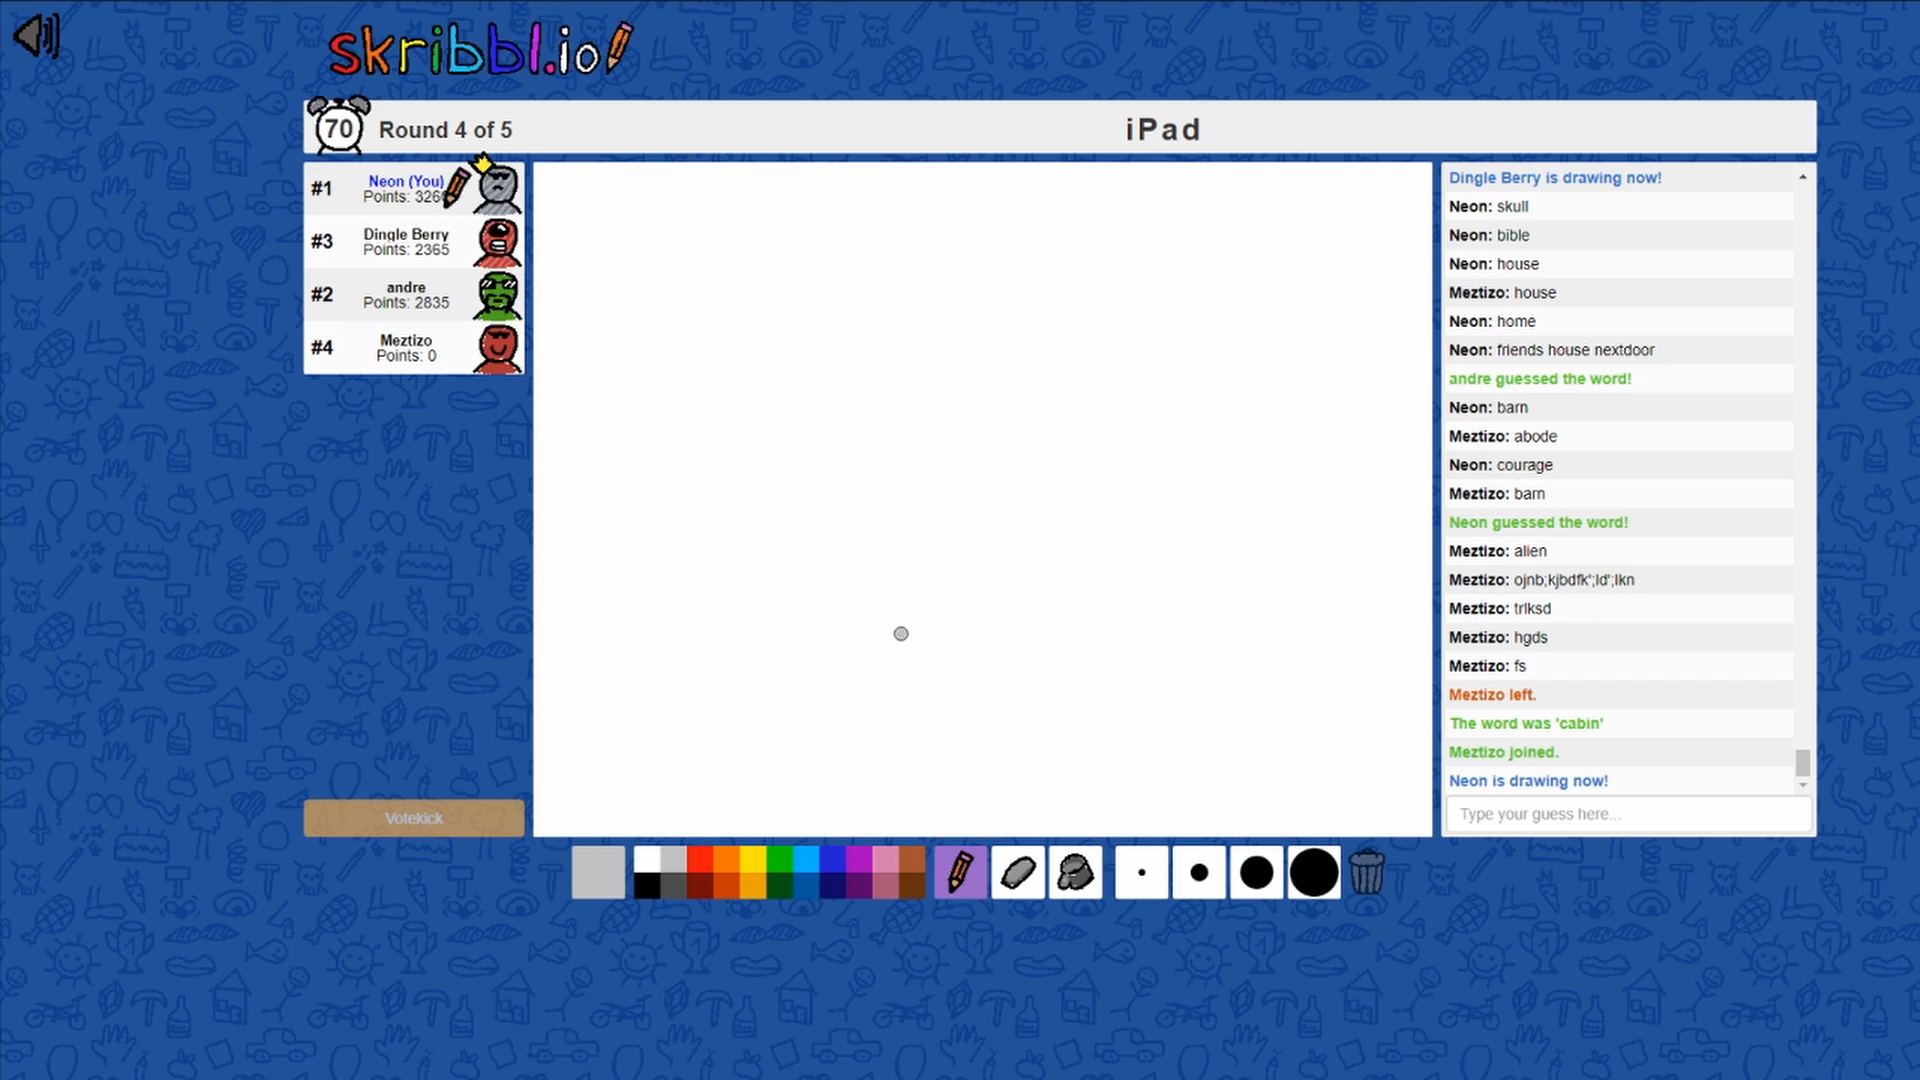 skribbl.io
70
Round 4 of 5
iPad
#1
Neon (You)
Points: 326
#3
Dingle Berry
Points: 2365
#2
andre
Points: 2835
#4
Meztizo
Points: 0
Votekick
Dingle Berry is drawing now!
Neon: skull
Neon: bible
Neon: house
Meztizo: house
Neon: home
Neon: friends house nextdoor
andre guessed the word!
Neon: barn
Meztizo: abode
Neon: courage
Meztizo: barn
Neon guessed the word!
Meztizo: alien
Meztizo: ojnb;kjbdfk';ld';lkn
Meztizo: trlksd
Meztizo: hgds
Meztizo: fs
Meztizo left.
The word was 'cabin'
Meztizo joined.
Neon is drawing now!
Type your guess here...